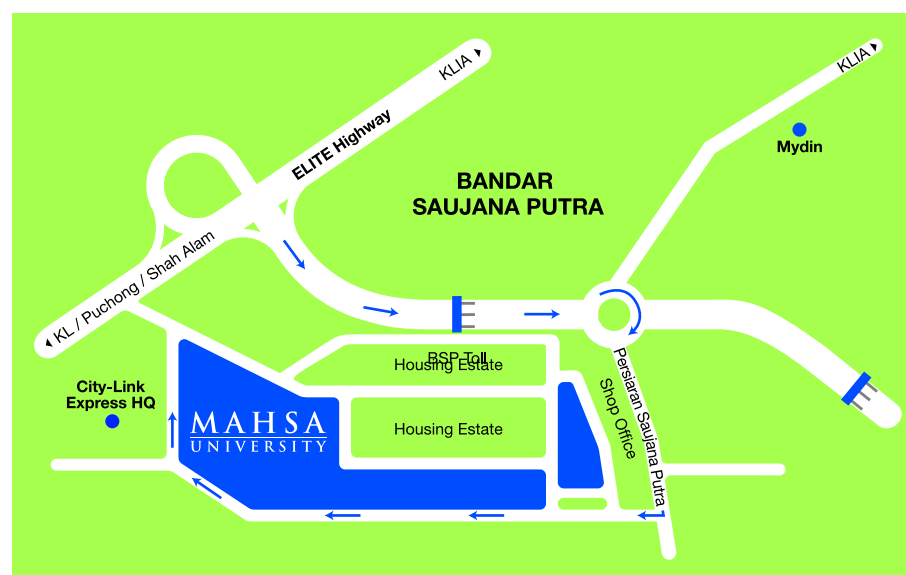 KLIA
KLIA
ELITE Highway
Mydin
BANDAR
SAUJANA PUTRA
KL / Puchong / Shah Alam
BSP Toll
Housing Estate
Persiaran Saujana Putra
Shop Office
City-Link
Express HQ
MAHSA
UNIVERSITY
Housing Estate